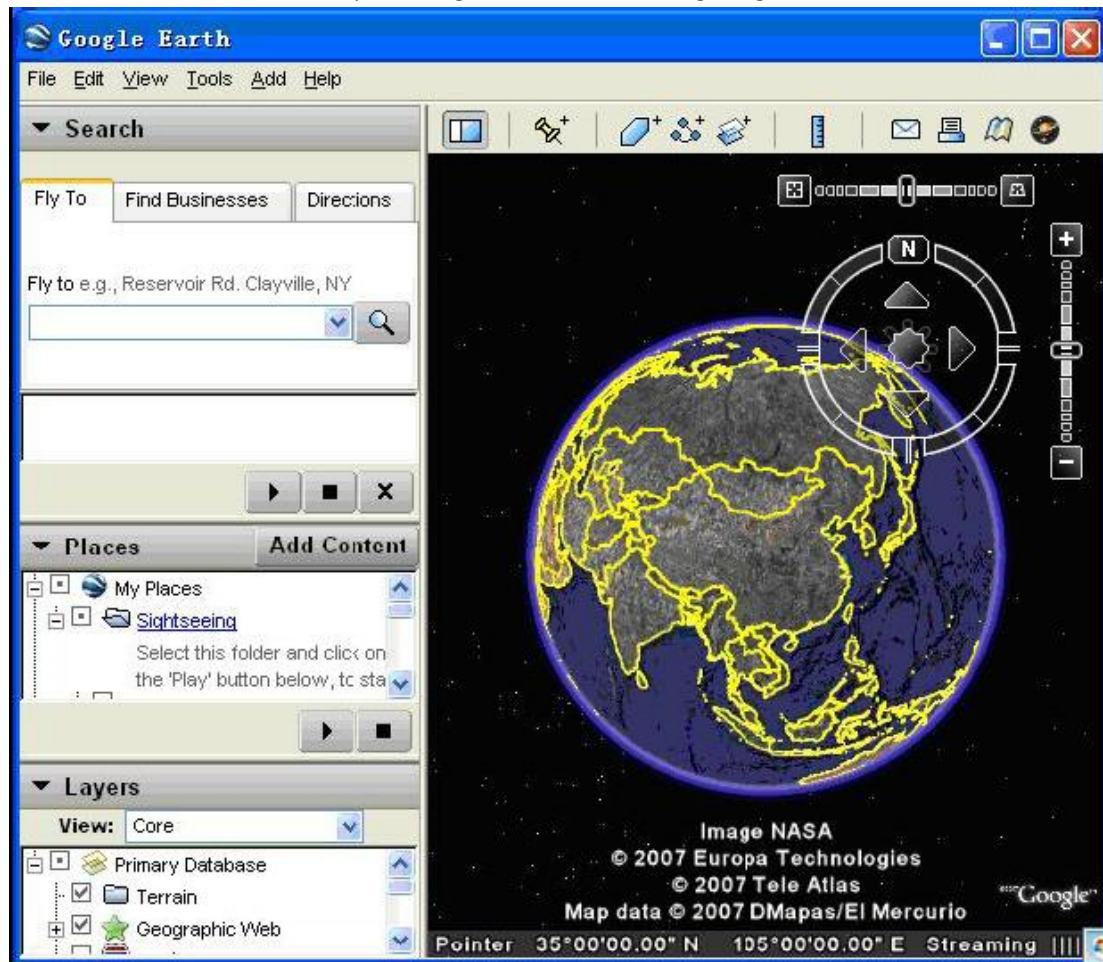 Google Earth
File Edit View Tools Add Help
Search
Fly To Find Businesses Directions
Fly to e.g., Reservoir Rd. Clayville, NY
Places Add Content
My Places
Sightseeing
Select this folder and click on
the 'Play' button below, to sta
Layers
View: Core
Primary Database
Terrain
Geographic Web
N
Image NASA
© 2007 Europa Technologies
© 2007 Tele Atlas
Map data © 2007 DMapas/El Mercurio
Google
Pointer 35°00'00.00" N 105°00'00.00" E Streaming ||||